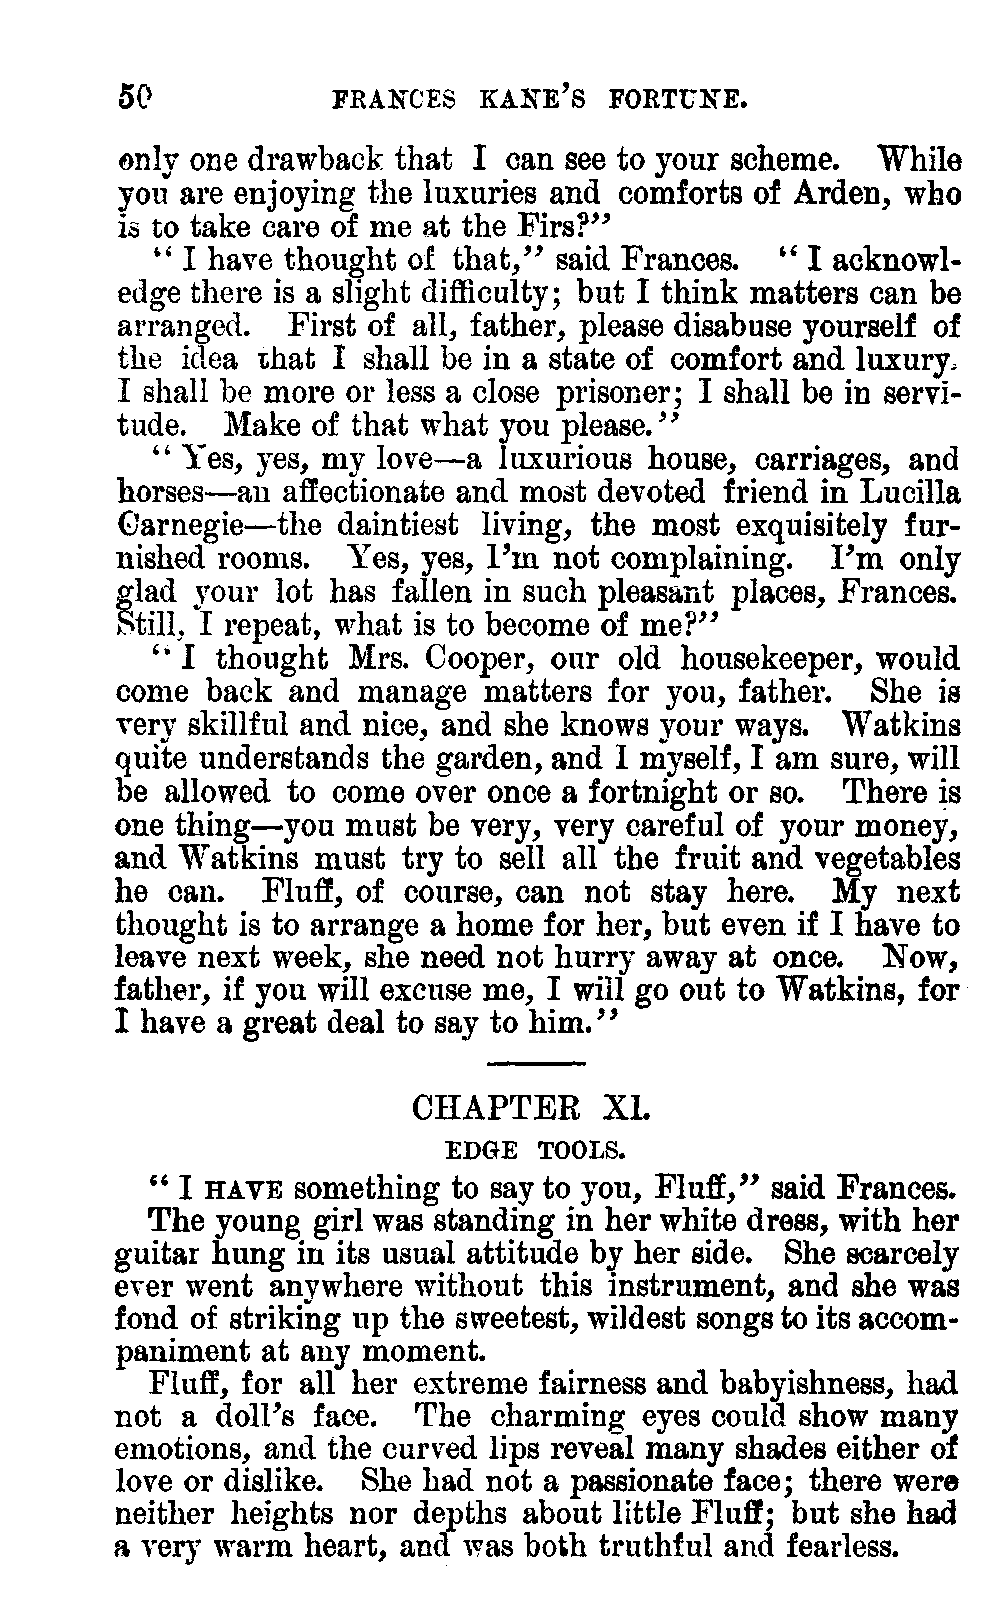 50 FRANCES KANE'S FORTUNE.
only one drawback that I can see to your scheme. While
you are enjoying the luxuries and comforts of Arden, who
is to take care of me at the Firs?"
" I have thought of that," said Frances. " I acknowl-
edge there is a slight difficulty; but I think matters can be
arranged. First of all, father, please disabuse yourself of
the idea that I shall be in a state of comfort and luxury.
I shall be more or less a close prisoner; I shall be in servi-
tude. Make of that what you please."
" Yes, yes, my love—a luxurious house, carriages, and
horses—an affectionate and most devoted friend in Lucilla
Carnegie—the daintiest living, the most exquisitely fur-
nished rooms. Yes, yes, I'm not complaining. I'm only
glad your lot has fallen in such pleasant places, Frances.
Still, I repeat, what is to become of me?"
" I thought Mrs. Cooper, our old housekeeper, would
come back and manage matters for you, father. She is
very skillful and nice, and she knows your ways. Watkins
quite understands the garden, and I myself, I am sure, will
be allowed to come over once a fortnight or so. There is
one thing—you must be very, very careful of your money,
and Watkins must try to sell all the fruit and vegetables
he can. Fluff, of course, can not stay here. My next
thought is to arrange a home for her, but even if I have to
leave next week, she need not hurry away at once. Now,
father, if you will excuse me, I will go out to Watkins, for
I have a great deal to say to him."
CHAPTER XI.
EDGE TOOLS.
" I HAVE something to say to you, Fluff," said Frances.
The young girl was standing in her white dress, with her
guitar hung in its usual attitude by her side. She scarcely
ever went anywhere without this instrument, and she was
fond of striking up the sweetest, wildest songs to its accom-
paniment at any moment.
Fluff, for all her extreme fairness and babyishness, had
not a doll's face. The charming eyes could show many
emotions, and the curved lips reveal many shades either of
love or dislike. She had not a passionate face; there were
neither heights nor depths about little Fluff; but she had
a very warm heart, and was both truthful and fearless.